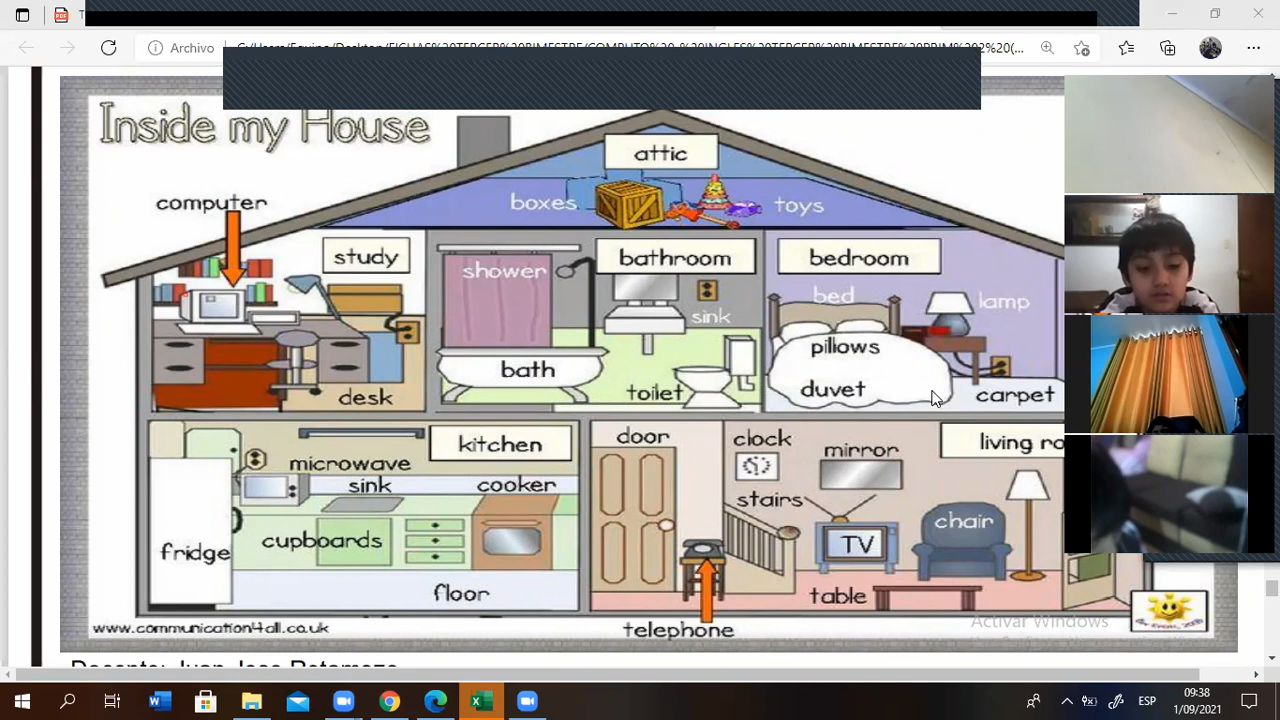 Archivo
Inside my House
attic
computer
boxes
toys
study
shower
bathroom
bedroom
bed
lamp
sink
pillows
bath
duvet
desk
toilet
carpet
kitchen
door
clock
mirror
living ro
microwave
sink
cooker
stairs
chair
cupboards
TV
fridge
floor
table
telephone
www.communication4all.co.uk
Activar Windows
ESP
09:38
1/09/2021